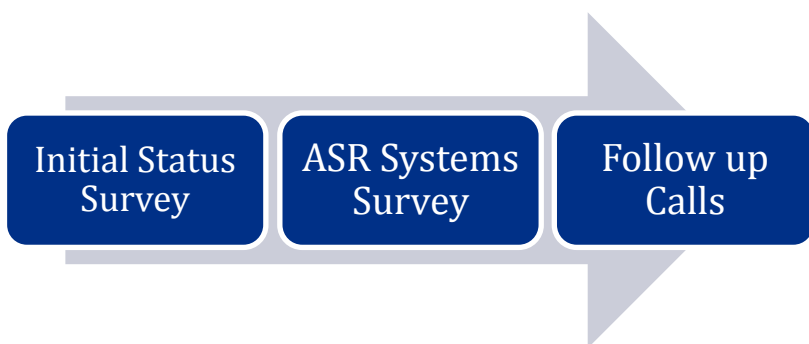 Initial Status
Survey
ASR Systems
Survey
Follow up
Calls